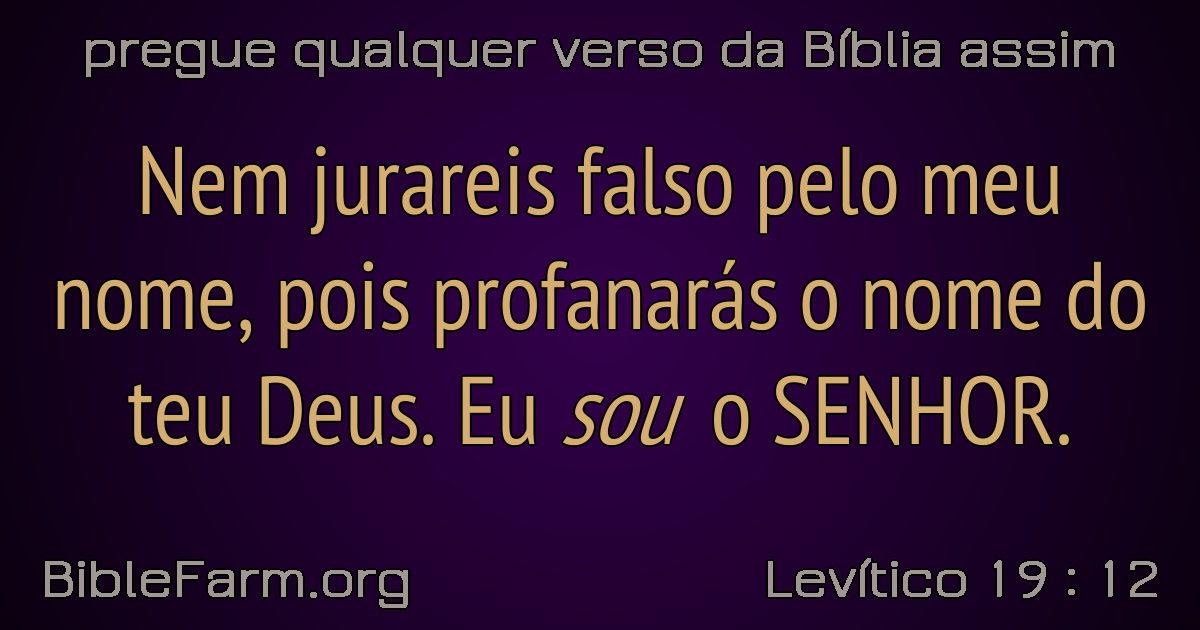 pregue qualquer verso da Bíblia assim
Nem jurareis falso pelo meu
nome, pois profanarás o nome do
teu Deus. Eu sou o SENHOR.
BibleFarm.org
Levítico 19 : 12